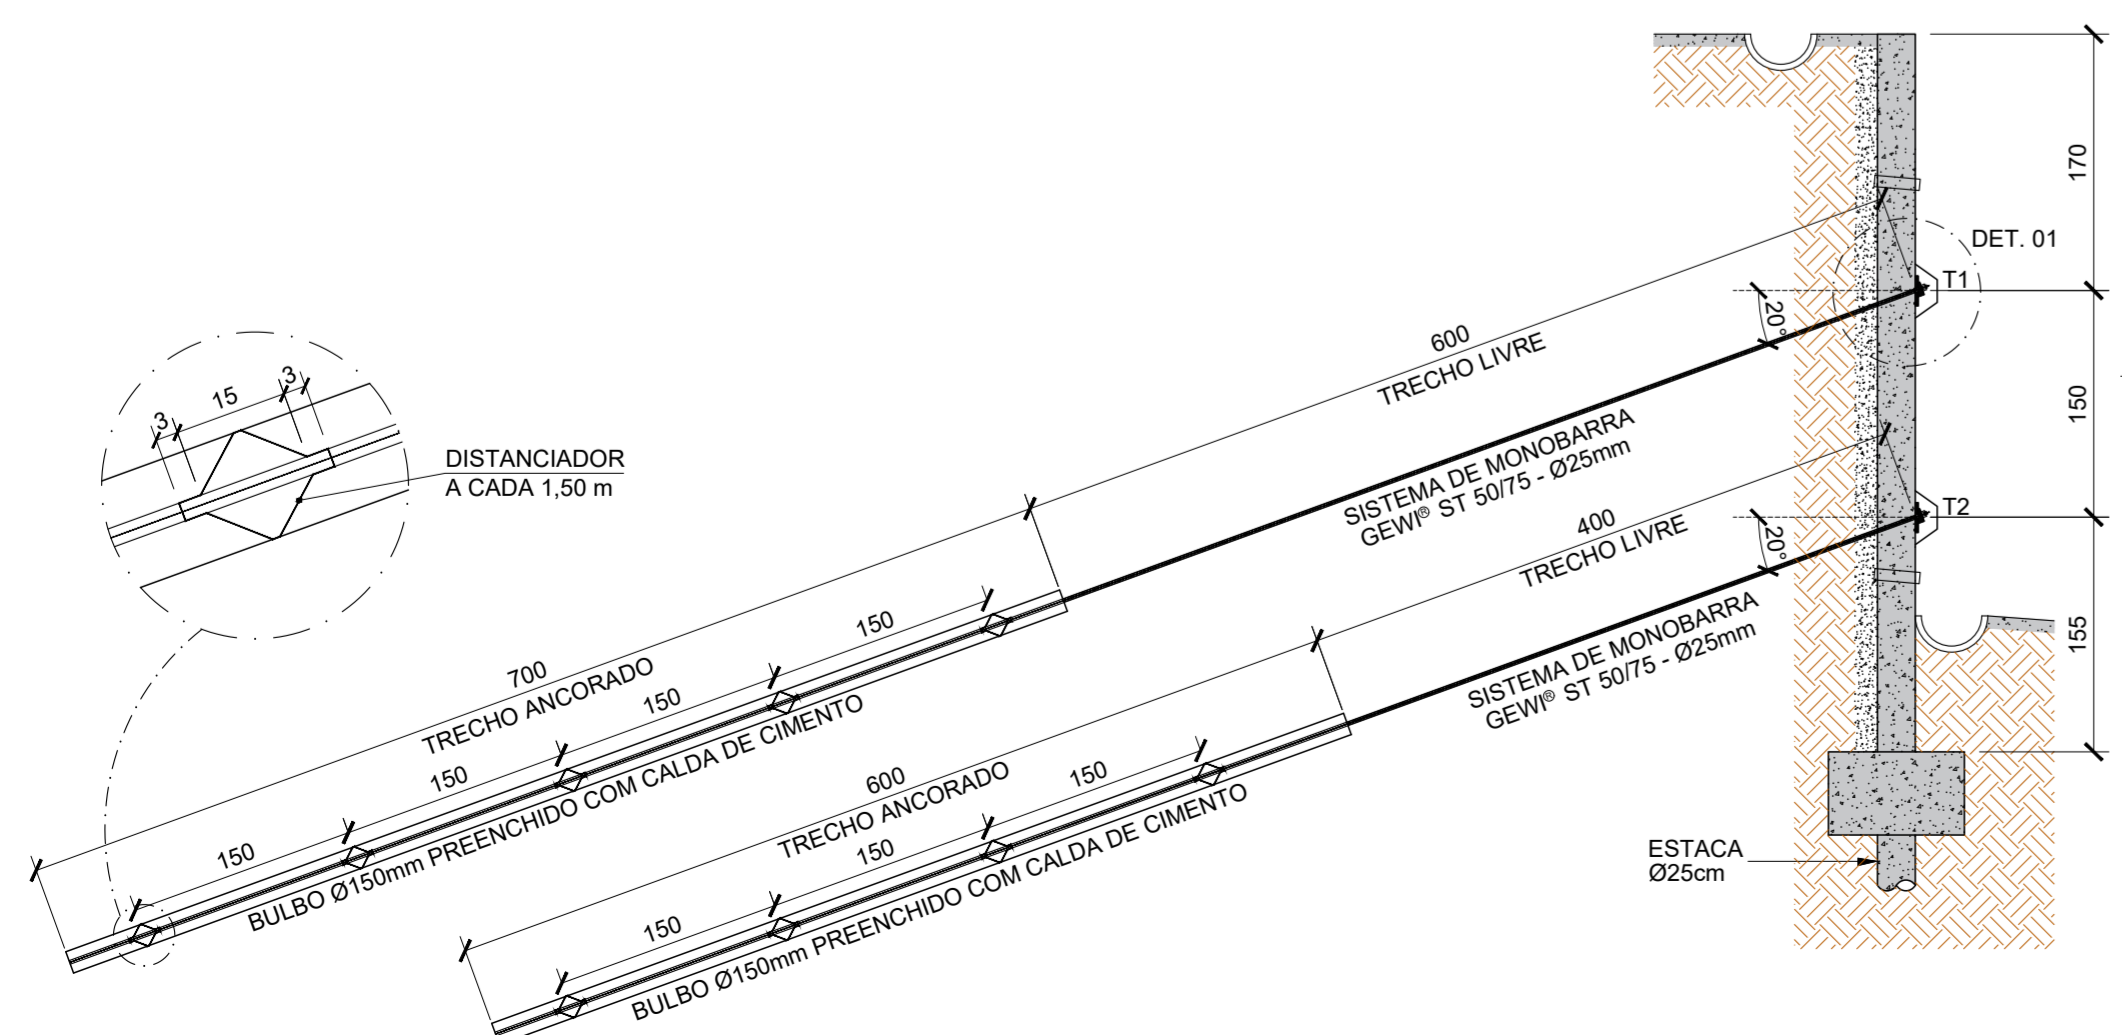 170
DET. 01
T1
20°
600
TRECHO LIVRE
SISTEMA DE MONOBARRA
GEWI® ST 50/75 - Ø25mm
150
3
15
3
DISTANCIADOR
A CADA 1,50 m
T2
20°
400
TRECHO LIVRE
SISTEMA DE MONOBARRA
GEWI® ST 50/75 - Ø25mm
155
700
TRECHO ANCORADO
150
150
150
150
BULBO Ø150mm PREENCHIDO COM CALDA DE CIMENTO
600
TRECHO ANCORADO
150
150
150
BULBO Ø150mm PREENCHIDO COM CALDA DE CIMENTO
ESTACA
Ø25cm